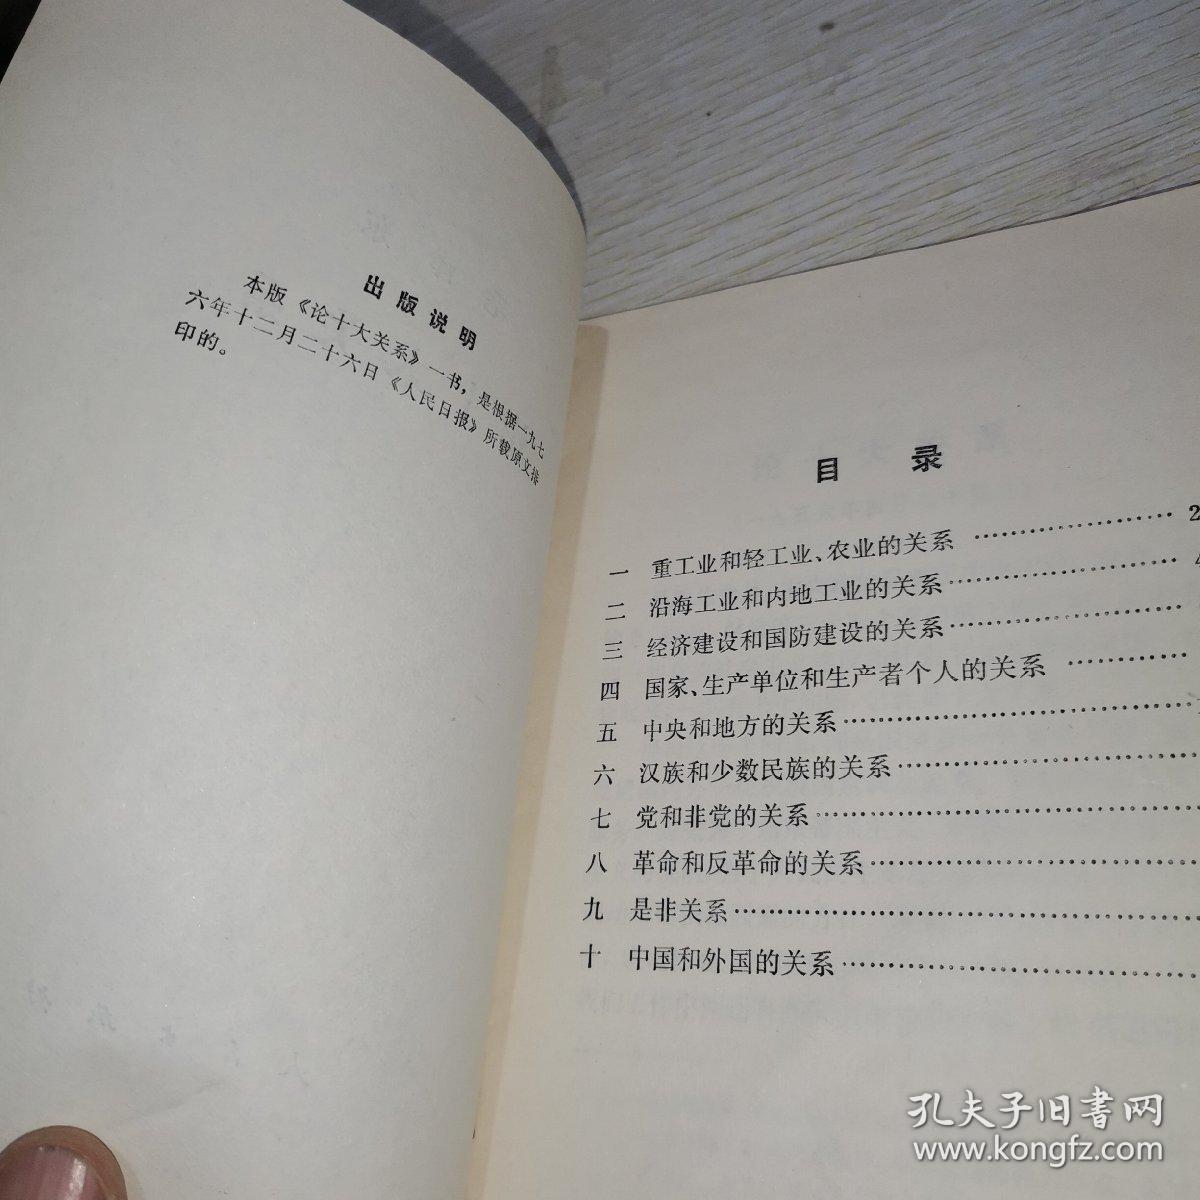 出版说明
本版《论十大关系》一书，是根据一九七
六年十二月二十六日《人民日报》所载原文排
印的。
目录
一 重工业和轻工业、农业的关系 …………………… 2
二 沿海工业和内地工业的关系……………………
三 经济建设和国防建设的关系……………………
四 国家、生产单位和生产者个人的关系 …………
五 中央和地方的关系……………………………
六 汉族和少数民族的关系…………………………
七 党和非党的关系………………………………
八 革命和反革命的关系……………………………
九 是非关系………………………………………
十 中国和外国的关系……………………………
孔夫子旧书网
www.kongfz.com